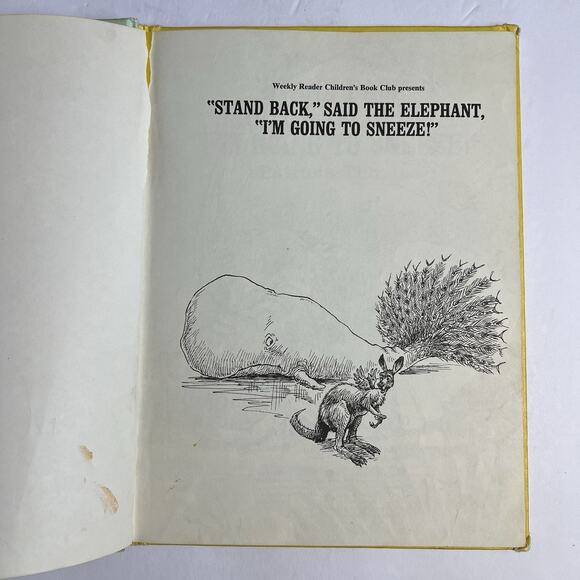 Weekly Reader Children's Book Club presents
"STAND BACK," SAID THE ELEPHANT,
"I'M GOING TO SNEEZE!"